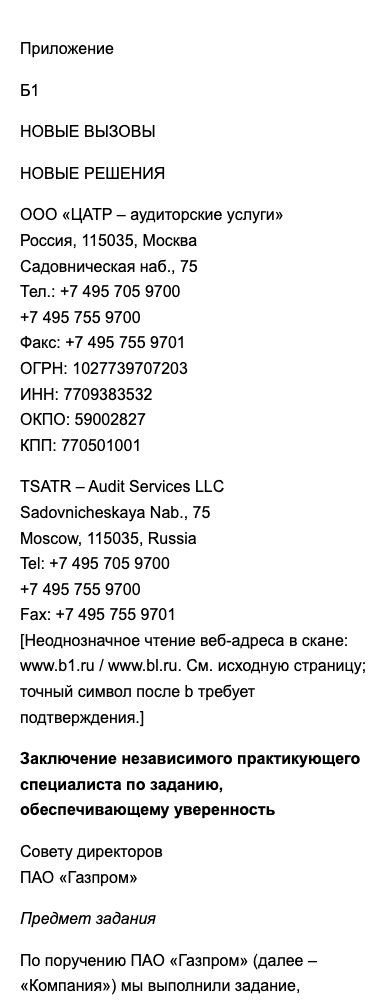 Приложение
Б1
НОВЫЕ ВЫЗОВЫ
НОВЫЕ РЕШЕНИЯ
ООО «ЦАТР – аудиторские услуги»
Россия, 115035, Москва
Садовническая наб., 75
Тел.: +7 495 705 9700
+7 495 755 9700
Факс: +7 495 755 9701
ОГРН: 1027739707203
ИНН: 7709383532
ОКПО: 59002827
КПП: 770501001
TSATR – Audit Services LLC
Sadovnicheskaya Nab., 75
Moscow, 115035, Russia
Tel: +7 495 705 9700
+7 495 755 9700
Fax: +7 495 755 9701
[Неоднозначное чтение веб-адреса в скане:
www.b1.ru / www.bl.ru. См. исходную страницу;
точный символ после b требует
подтверждения.]
Заключение независимого практикующего
специалиста по заданию,
обеспечивающему уверенность
Совету директоров
ПАО «Газпром»
Предмет задания
По поручению ПАО «Газпром» (далее –
«Компания») мы выполнили задание,